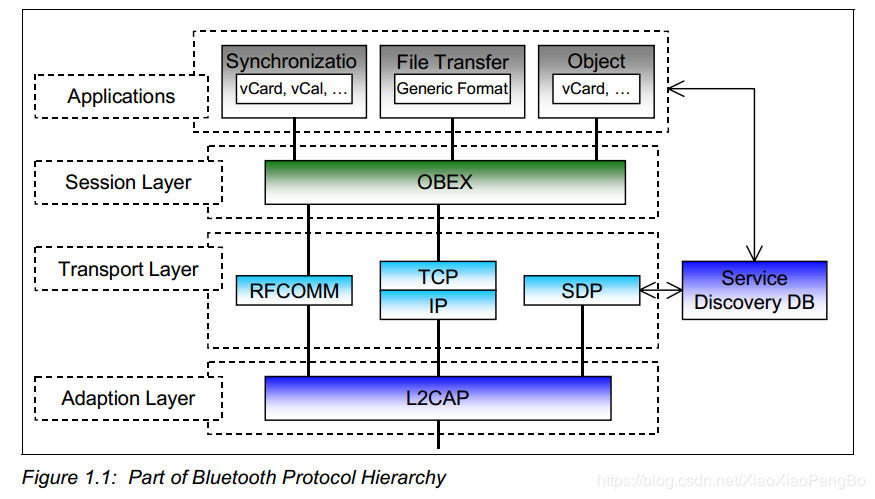 Synchronizatio
File Transfer
Object
vCard, vCal, …
Generic Format
vCard, …
Applications
Session Layer
OBEX
Transport Layer
RFCOMM
TCP
IP
SDP
Service
Discovery DB
Adaption Layer
L2CAP
Figure 1.1: Part of Bluetooth Protocol Hierarchy
https://blog.csdn.net/XiaoXiaoPengBo